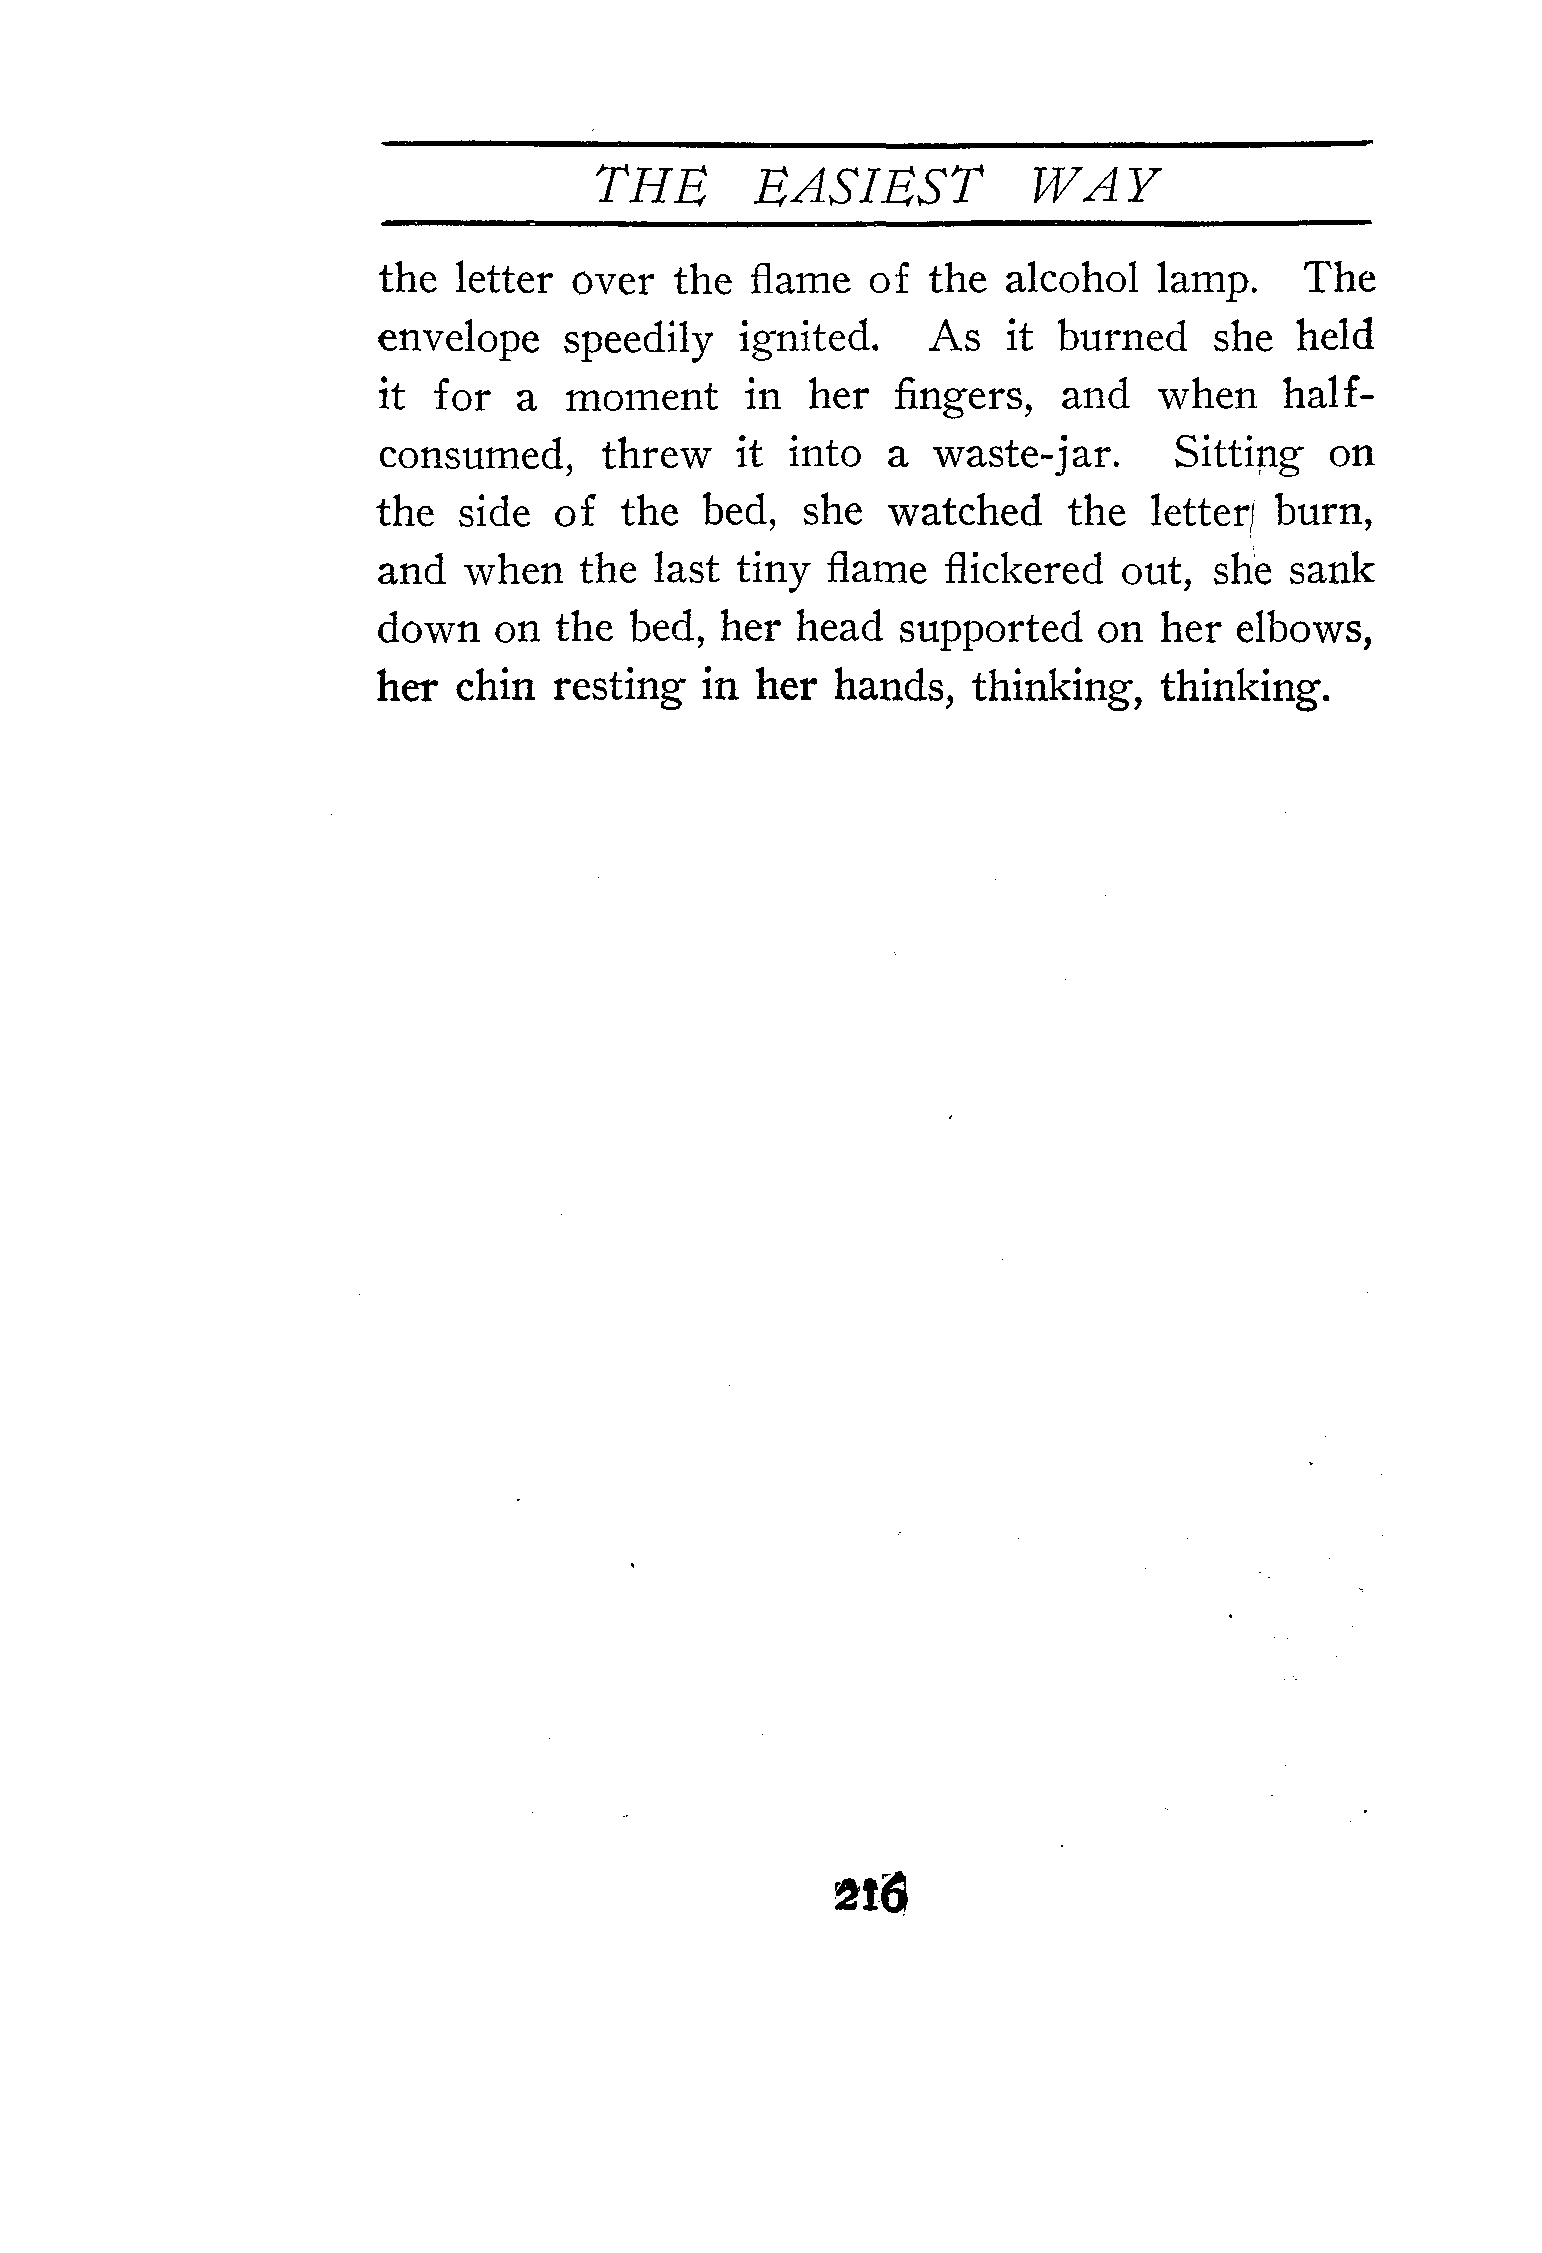 THE EASIEST WAY
the letter over the flame of the alcohol lamp. The
envelope speedily ignited. As it burned she held
it for a moment in her fingers, and when half-
consumed, threw it into a waste-jar. Sitting on
the side of the bed, she watched the letter burn,
and when the last tiny flame flickered out, she sank
down on the bed, her head supported on her elbows,
her chin resting in her hands, thinking, thinking.
216